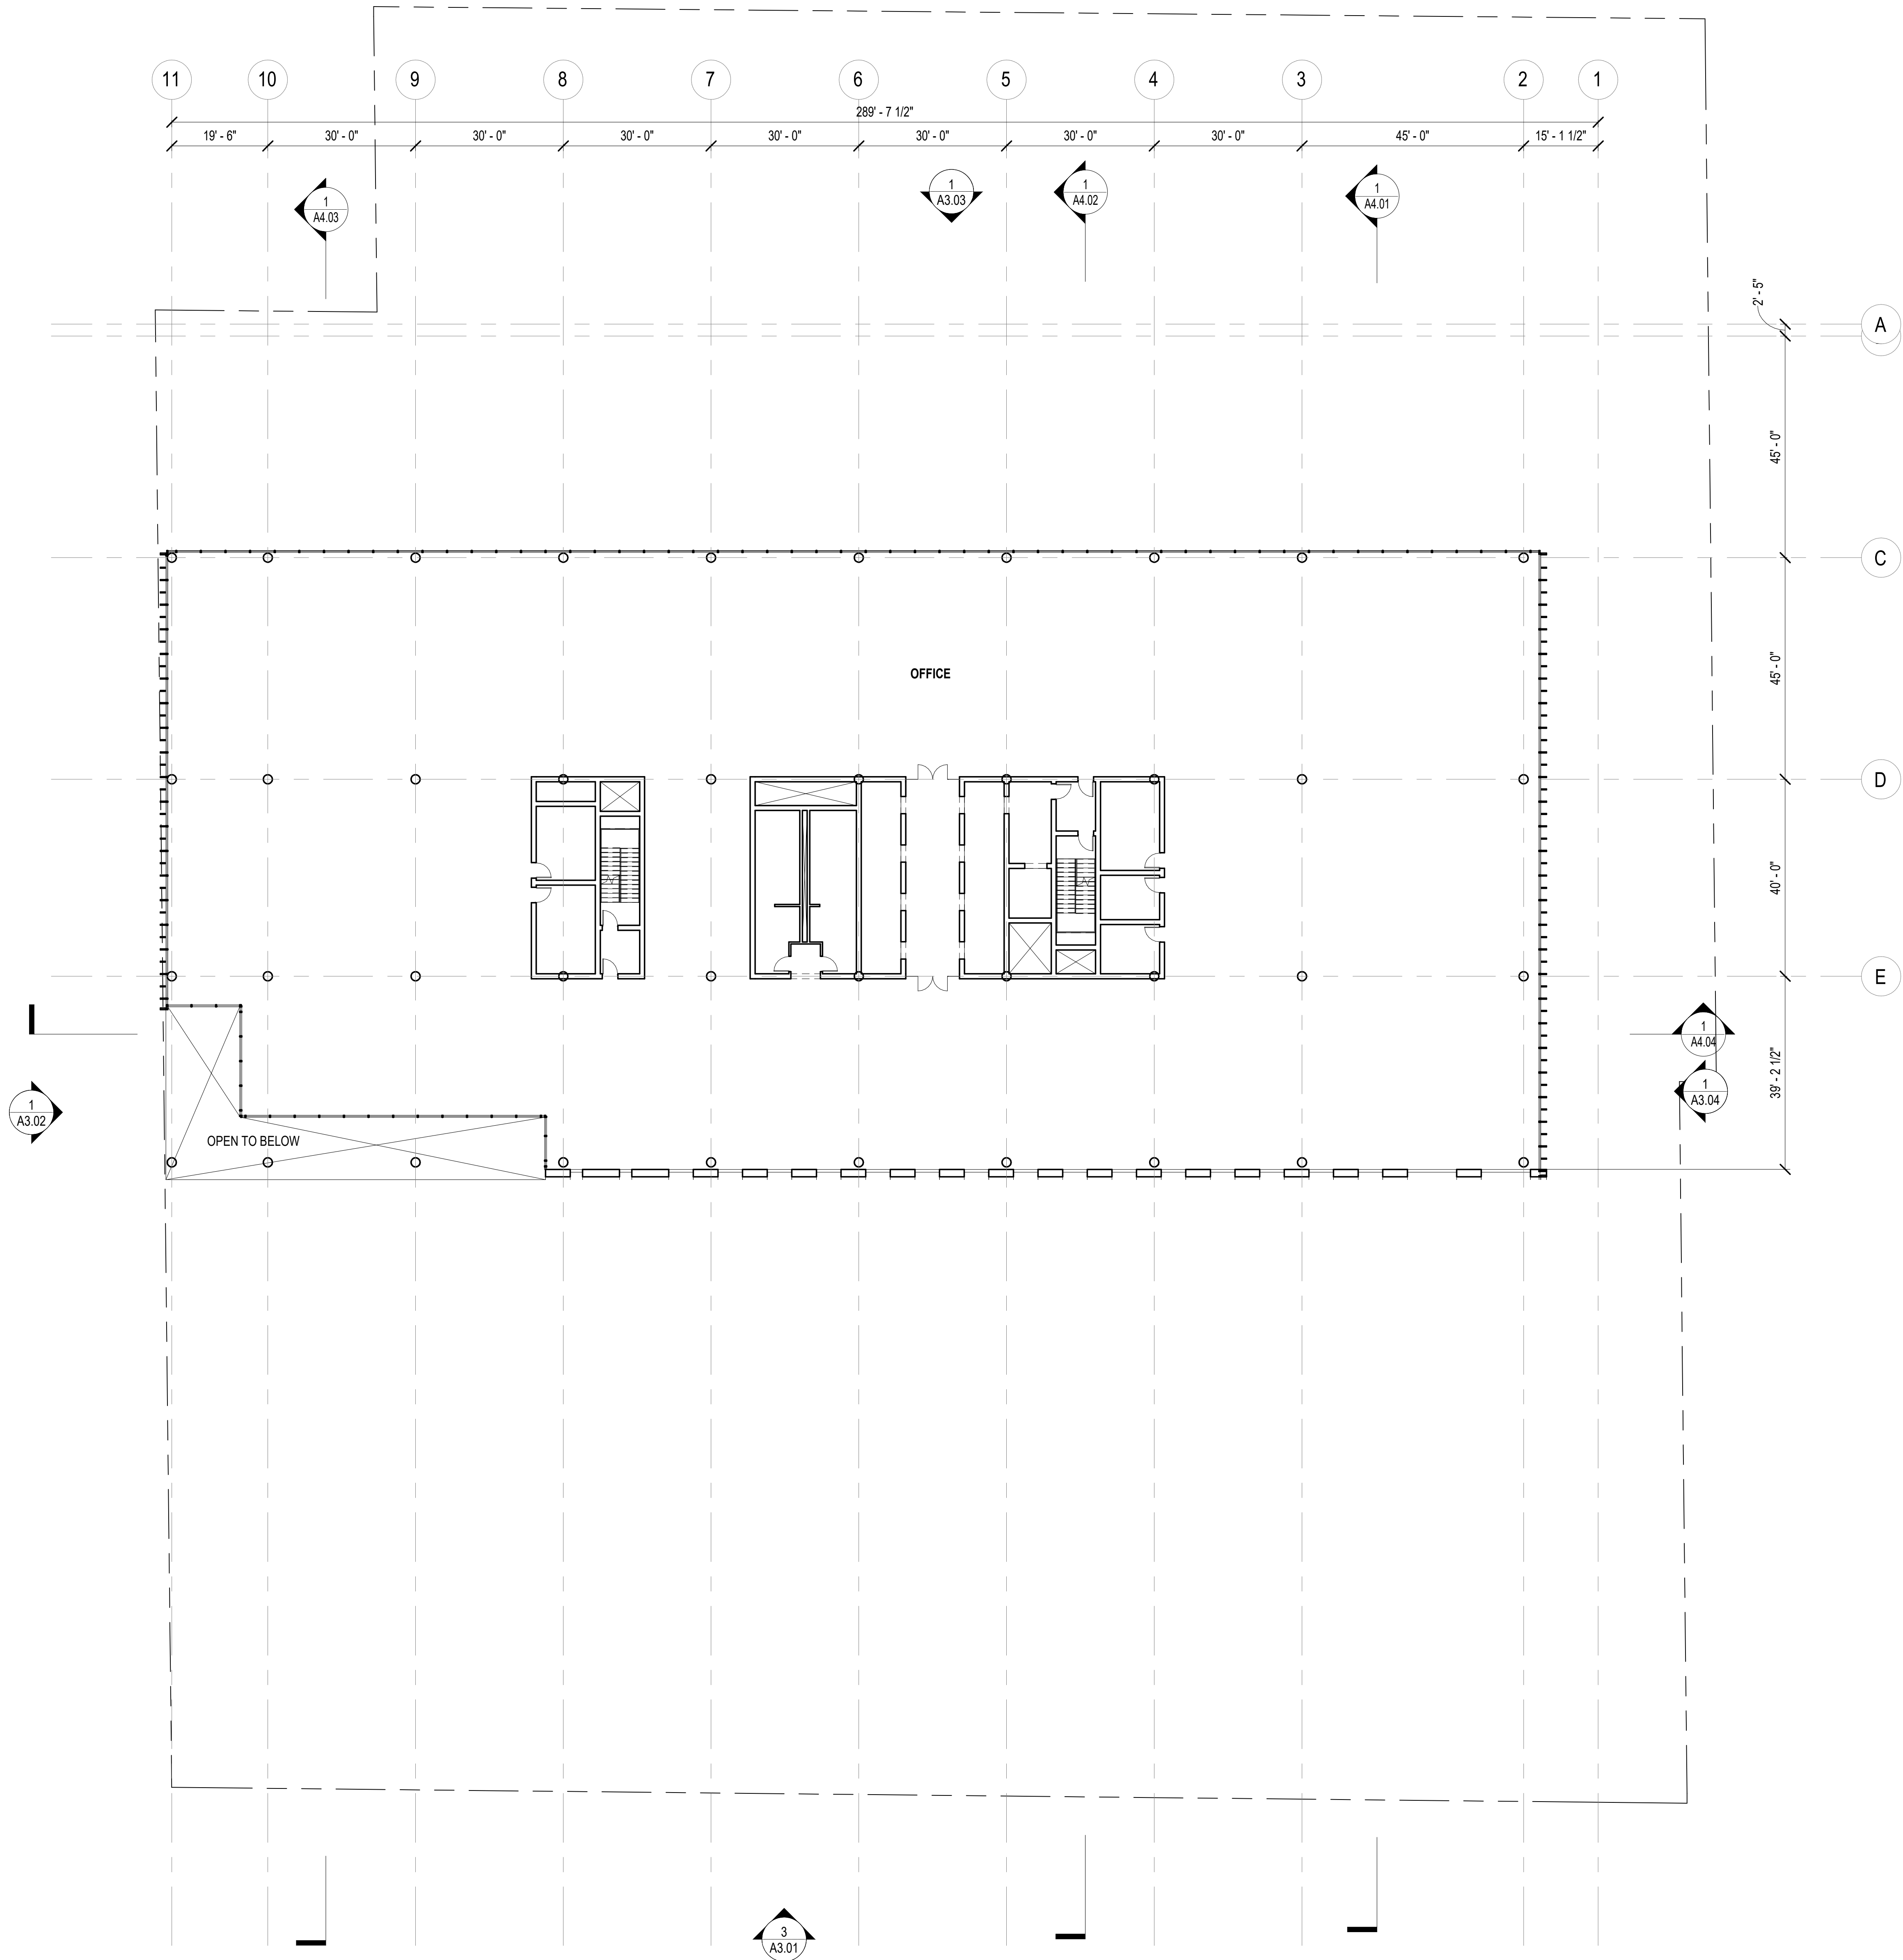 11 10 9 8 7 6 5 4 3 2 1
289' - 7 1/2"
19' - 6" 30' - 0" 30' - 0" 30' - 0" 30' - 0" 30' - 0" 30' - 0" 30' - 0" 45' - 0" 15' - 1 1/2"
1
A4.03
1
A3.03
1
A4.02
1
A4.01
2' - 5"
A
45' - 0"
C
45' - 0"
OFFICE
D
40' - 0"
E
1
A4.04
39' - 2 1/2"
1
A3.04
1
A3.02
OPEN TO BELOW
3
A3.01